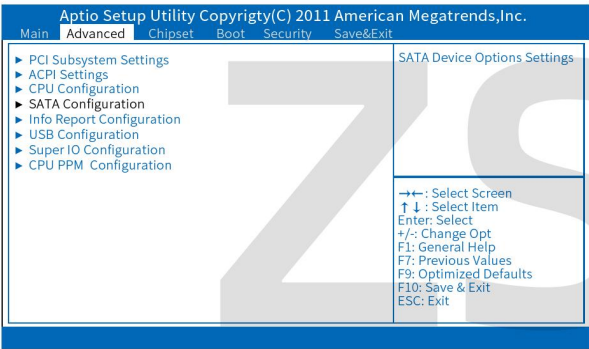 Aptio Setup Utility Copyrigty(C) 2011 American Megatrends,Inc.
Main Advanced Chipset Boot Security Save&Exit
► PCI Subsystem Settings
► ACPI Settings
► CPU Configuration
► SATA Configuration
► Info Report Configuration
► USB Configuration
► Super IO Configuration
► CPU PPM Configuration
SATA Device Options Settings
→←: Select Screen
↑↓: Select Item
Enter: Select
+/-: Change Opt
F1: General Help
F7: Previous Values
F9: Optimized Defaults
F10: Save & Exit
ESC: Exit
ZS